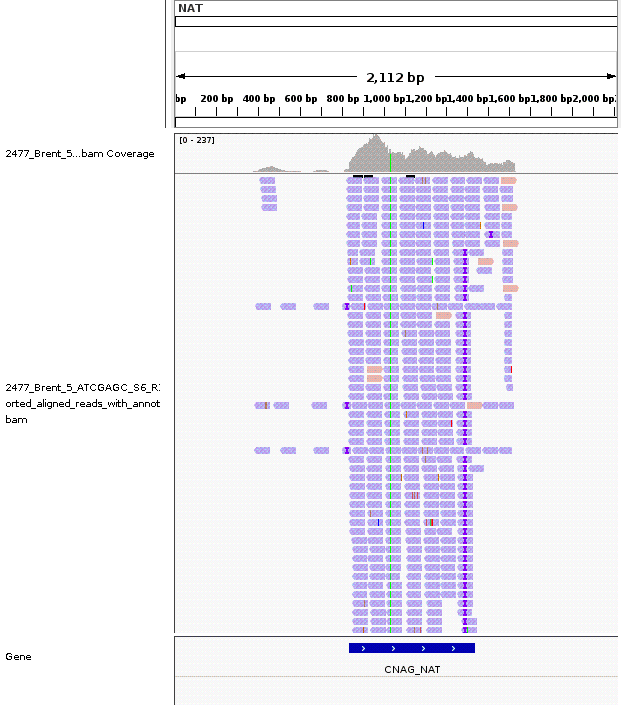 NAT
2,112 bp
bp 200 bp 400 bp 600 bp 800 bp 1,000 bp 1,200 bp 1,400 bp 1,600 bp 1,800 bp 2,000 bp
[0 - 237]
2477_Brent_5...bam Coverage
2477_Brent_5_ATCGAGC_S6_R
orted_aligned_reads_with_annot
bam
Gene
CNAG_NAT